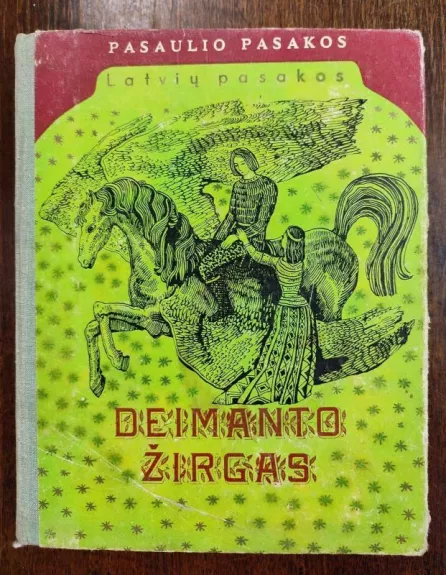 PASAULIO PASAKOS
Latvių pasakos
DEIMANTO
ŽIRGAS